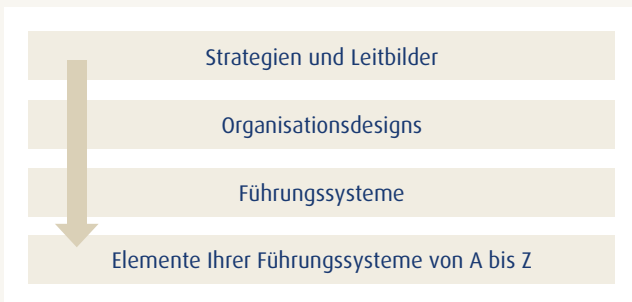 Strategien und Leitbilder
Organisationsdesigns
Führungssysteme
Elemente Ihrer Führungssysteme von A bis Z